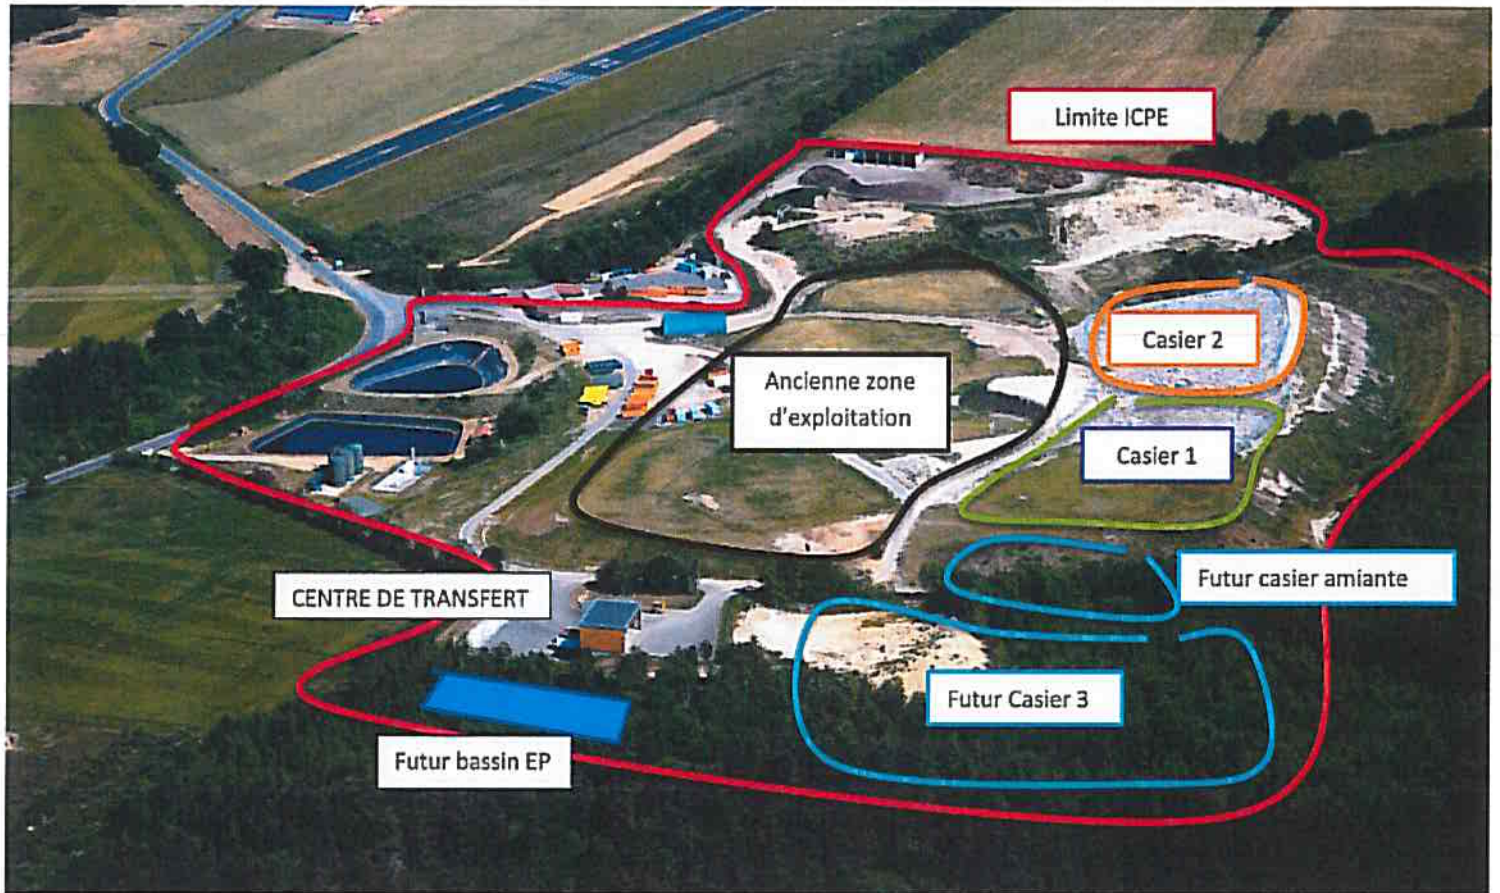 Limite ICPE
Casier 2
Ancienne zone
d'exploitation
Casier 1
Futur casier amiante
CENTRE DE TRANSFERT
Futur Casier 3
Futur bassin EP